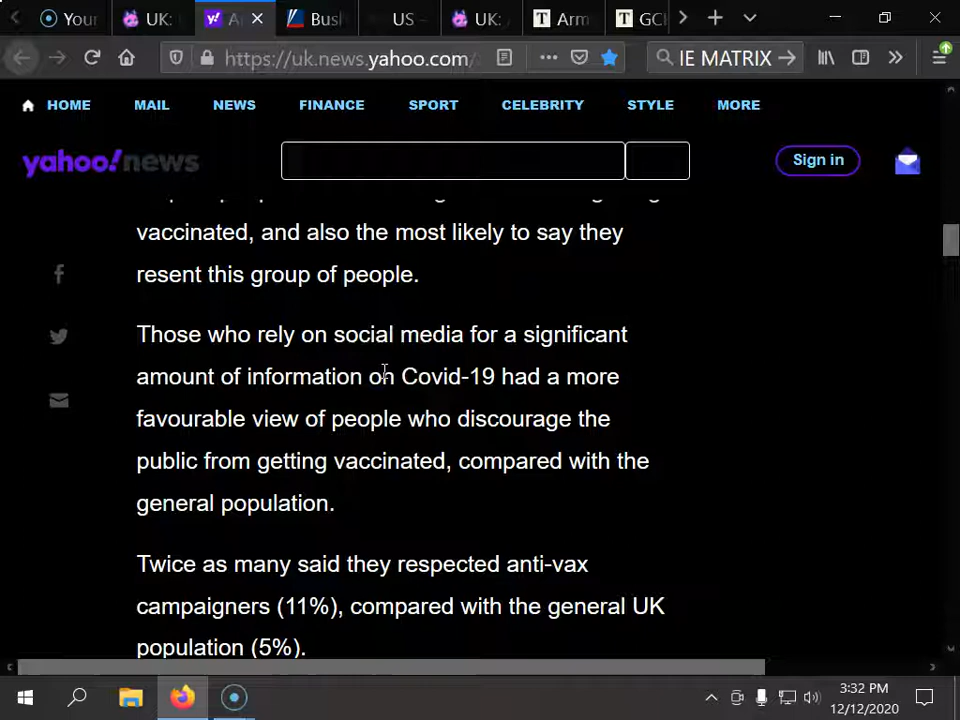 You
UK:
A
Bus
US -
UK:
Arm
GC
https://uk.news.yahoo.com/
IE MATRIX
HOME MAIL NEWS FINANCE SPORT CELEBRITY STYLE MORE
yahoo!news
Sign in
vaccinated, and also the most likely to say they
resent this group of people.
Those who rely on social media for a significant
amount of information on Covid-19 had a more
favourable view of people who discourage the
public from getting vaccinated, compared with the
general population.
Twice as many said they respected anti-vax
campaigners (11%), compared with the general UK
population (5%).
3:32 PM
12/12/2020